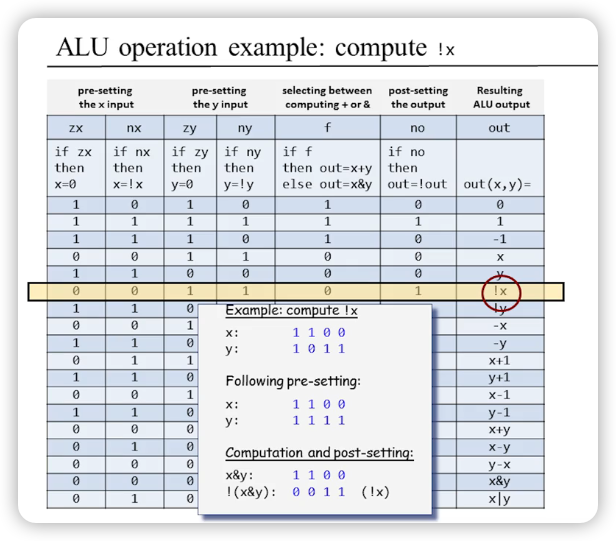 ALU operation example: compute !x
pre-setting the x input
pre-setting the y input
selecting between computing + or &
post-setting the output
Resulting ALU output
zx nx zy ny f no out
if zx then x=0
if nx then x=!x
if zy then y=0
if ny then y=!y
if f then out=x+y else out=x&y
if no then out=!out
out(x,y)=
1 0 1 0 1 0 0
1 1 1 1 1 1 1
1 1 1 0 1 0 -1
0 0 1 1 0 0 x
1 1 0 0 0 0 y
0 0 1 1 0 1 !x
1 1 0 !y
0 0 1 -x
1 1 0 -y
0 1 1 x+1
1 1 0 y+1
0 0 1 x-1
1 1 0 y-1
0 0 0 x+y
0 1 0 x-y
0 0 0 y-x
0 0 0 x&y
0 1 0 x|y
Example: compute !x
x: 1 1 0 0
y: 1 0 1 1
Following pre-setting:
x: 1 1 0 0
y: 1 1 1 1
Computation and post-setting:
x&y: 1 1 0 0
!(x&y): 0 0 1 1 (!x)